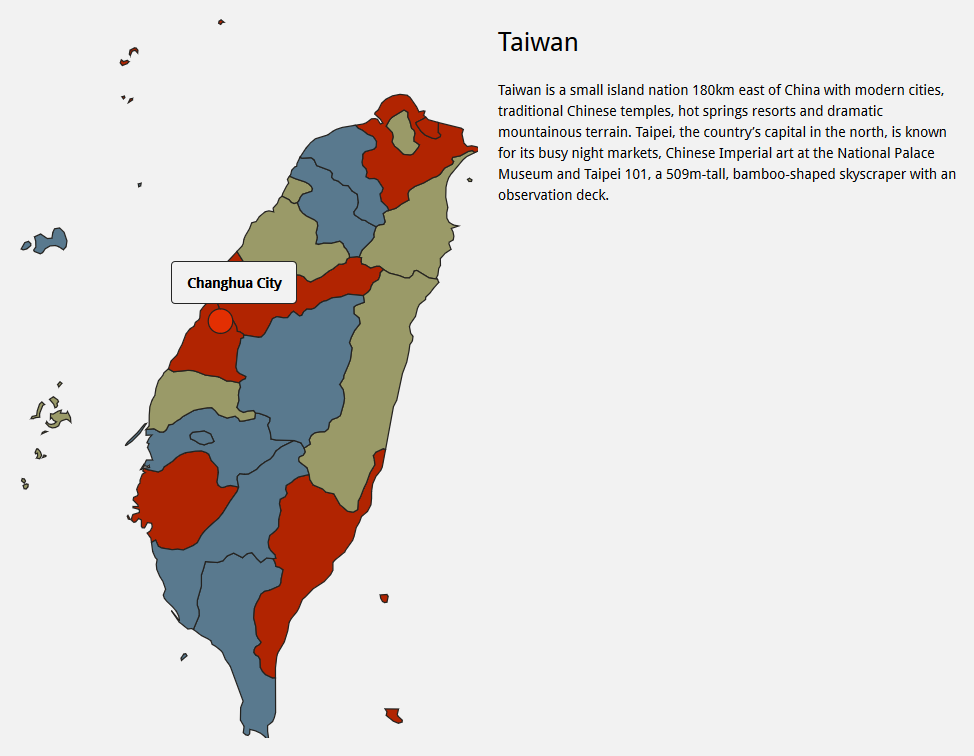 Taiwan
Taiwan is a small island nation 180km east of China with modern cities,
traditional Chinese temples, hot springs resorts and dramatic
mountainous terrain. Taipei, the country’s capital in the north, is known
for its busy night markets, Chinese Imperial art at the National Palace
Museum and Taipei 101, a 509m-tall, bamboo-shaped skyscraper with an
observation deck.
Changhua City